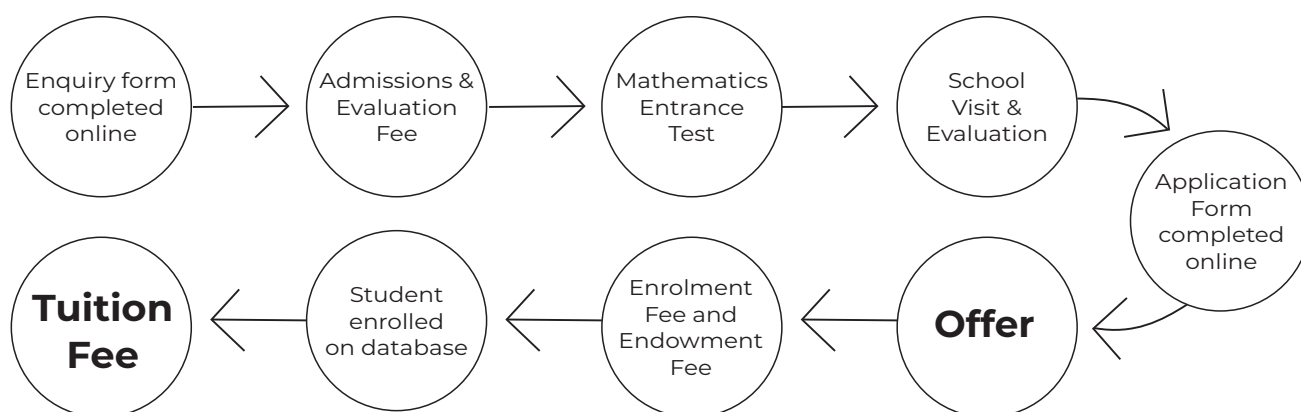 Enquiry form
completed
online
Admissions &
Evaluation
Fee
Mathematics
Entrance
Test
School
Visit &
Evaluation
Application
Form
completed
online
Offer
Enrolment
Fee and
Endowment
Fee
Student
enrolled
on database
Tuition
Fee